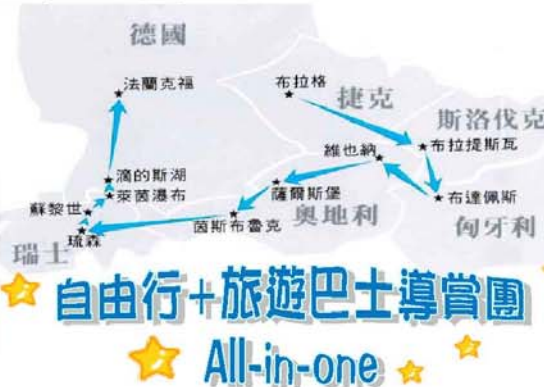 德國
法蘭克福
布拉格
捷克
斯洛伐克
維也納
布拉提斯瓦
滴的斯湖
萊茵瀑布
薩爾斯堡
布達佩斯
蘇黎世
茵斯布魯克
奧地利
匈牙利
琉森
瑞士
自由行+旅遊巴士導賞團
All-in-one